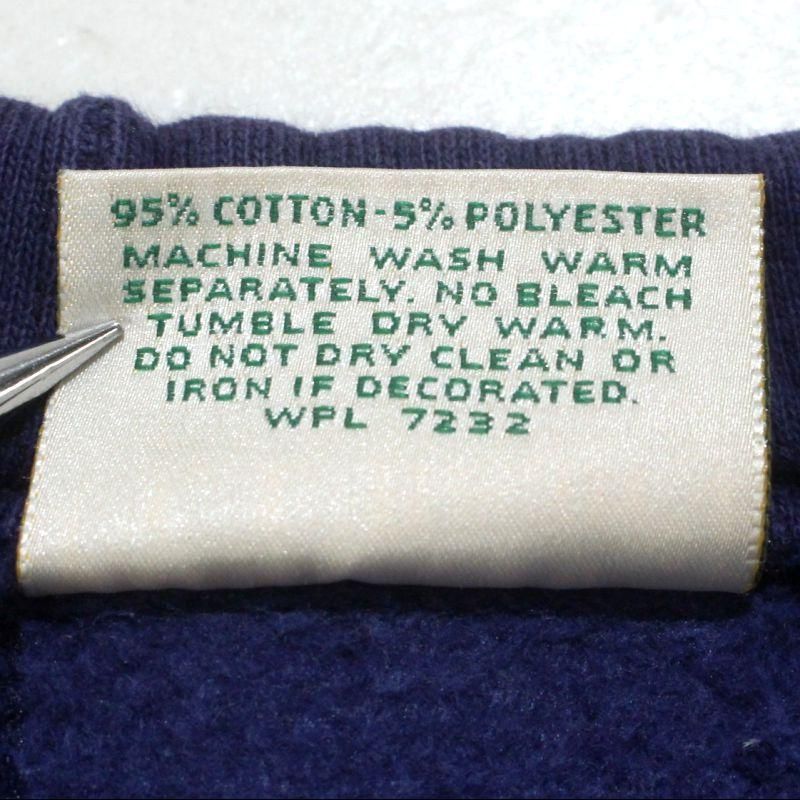 95% COTTON-5% POLYESTER
MACHINE WASH WARM
SEPARATELY. NO BLEACH
TUMBLE DRY WARM.
DO NOT DRY CLEAN OR
IRON IF DECORATED.
WPL 7232